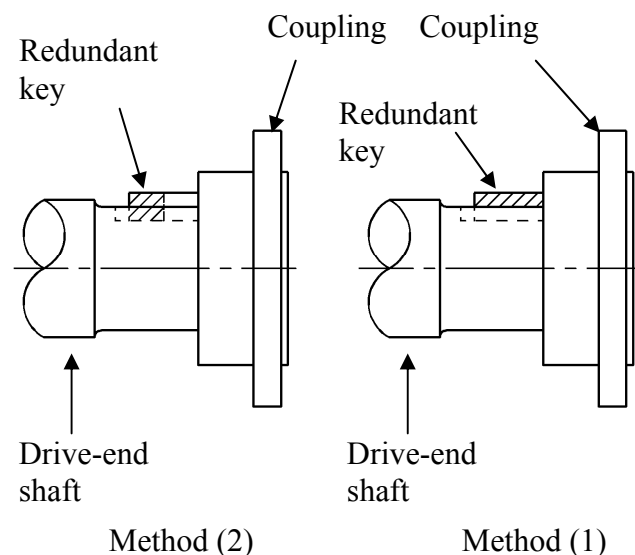 Coupling
Coupling
Redundant
key
Redundant
key
Drive-end
shaft
Drive-end
shaft
Method (2)
Method (1)